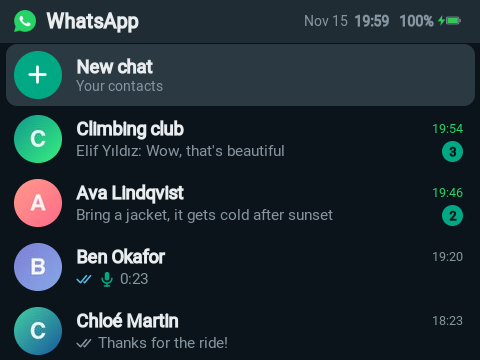 WhatsApp Nov 15 19:59 100%
New chat
Your contacts
C Climbing club 19:54
Elif Yıldız: Wow, that's beautiful 3
A Ava Lindqvist 19:46
Bring a jacket, it gets cold after sunset 2
B Ben Okafor 19:20
0:23
C Chloé Martin 18:23
Thanks for the ride!